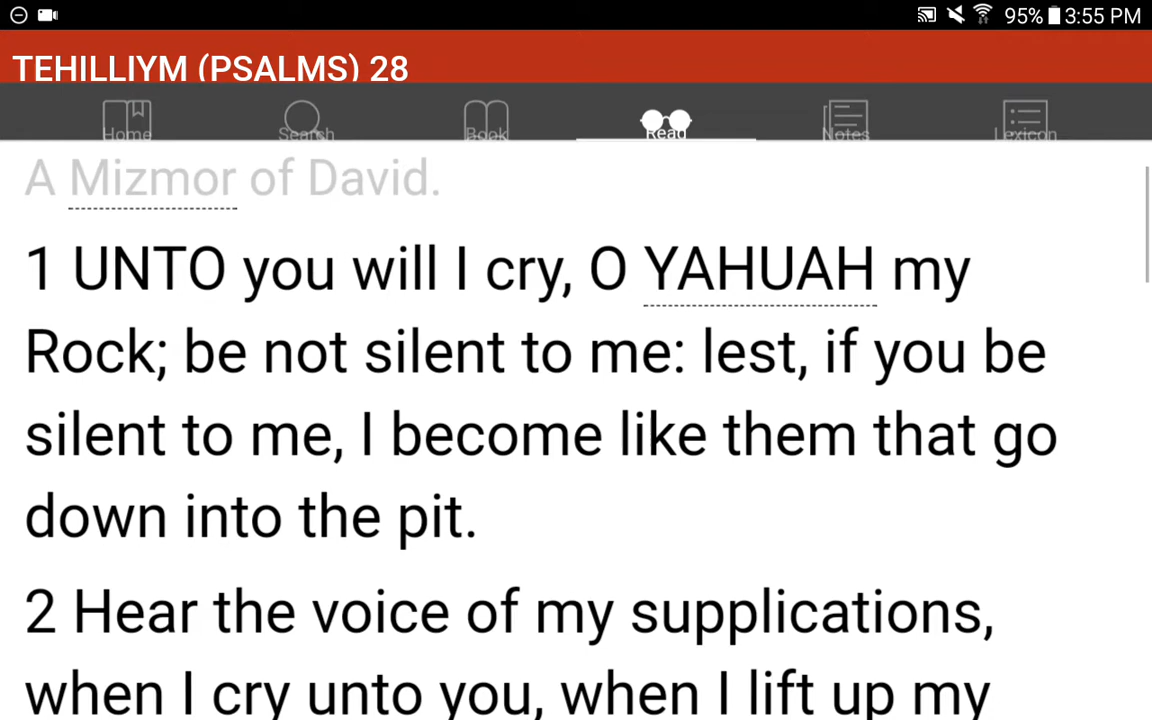 95% 3:55 PM
TEHILLIYM (PSALMS) 28
Home Search Book Read Notes Lexicon
A Mizmor of David.
1 UNTO you will I cry, O YAHUAH my
Rock; be not silent to me: lest, if you be
silent to me, I become like them that go
down into the pit.
2 Hear the voice of my supplications,
when I cry unto you, when I lift up my